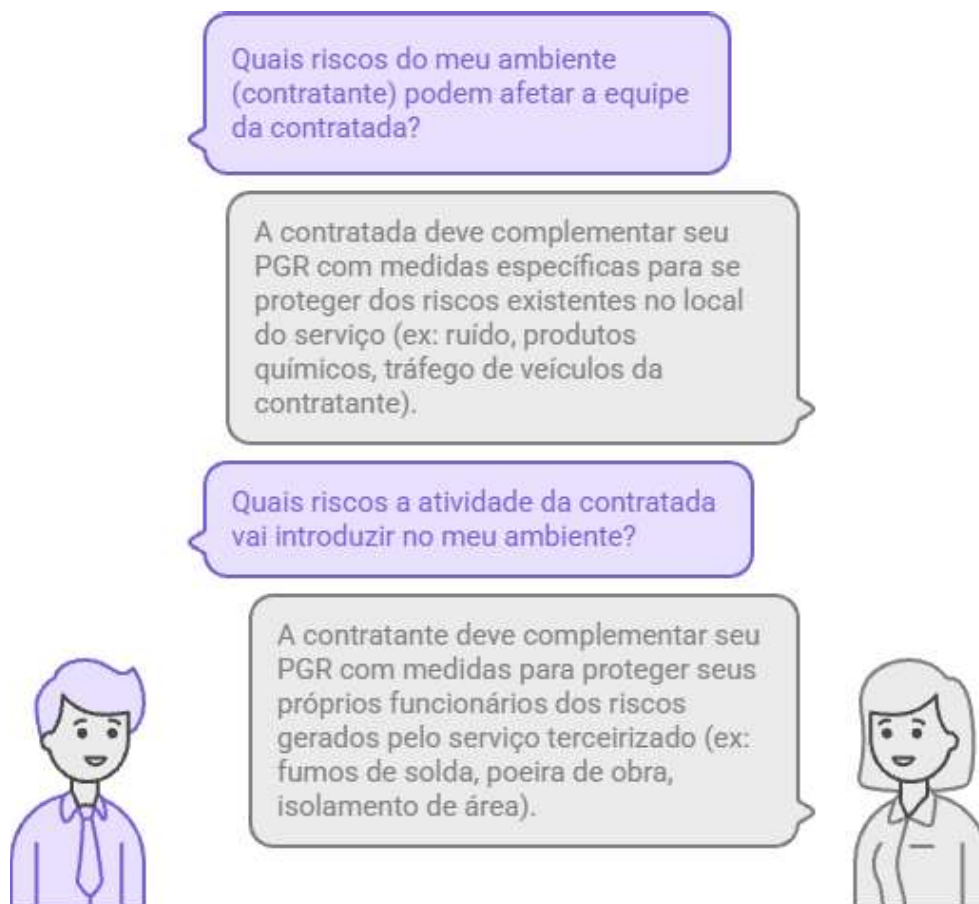 Quais riscos do meu ambiente
(contratante) podem afetar a equipe
da contratada?
A contratada deve complementar seu
PGR com medidas específicas para se
proteger dos riscos existentes no local
do serviço (ex: ruído, produtos
químicos, tráfego de veículos da
contratante).
Quais riscos a atividade da contratada
vai introduzir no meu ambiente?
A contratante deve complementar seu
PGR com medidas para proteger seus
próprios funcionários dos riscos
gerados pelo serviço terceirizado (ex:
fumos de solda, poeira de obra,
isolamento de área).